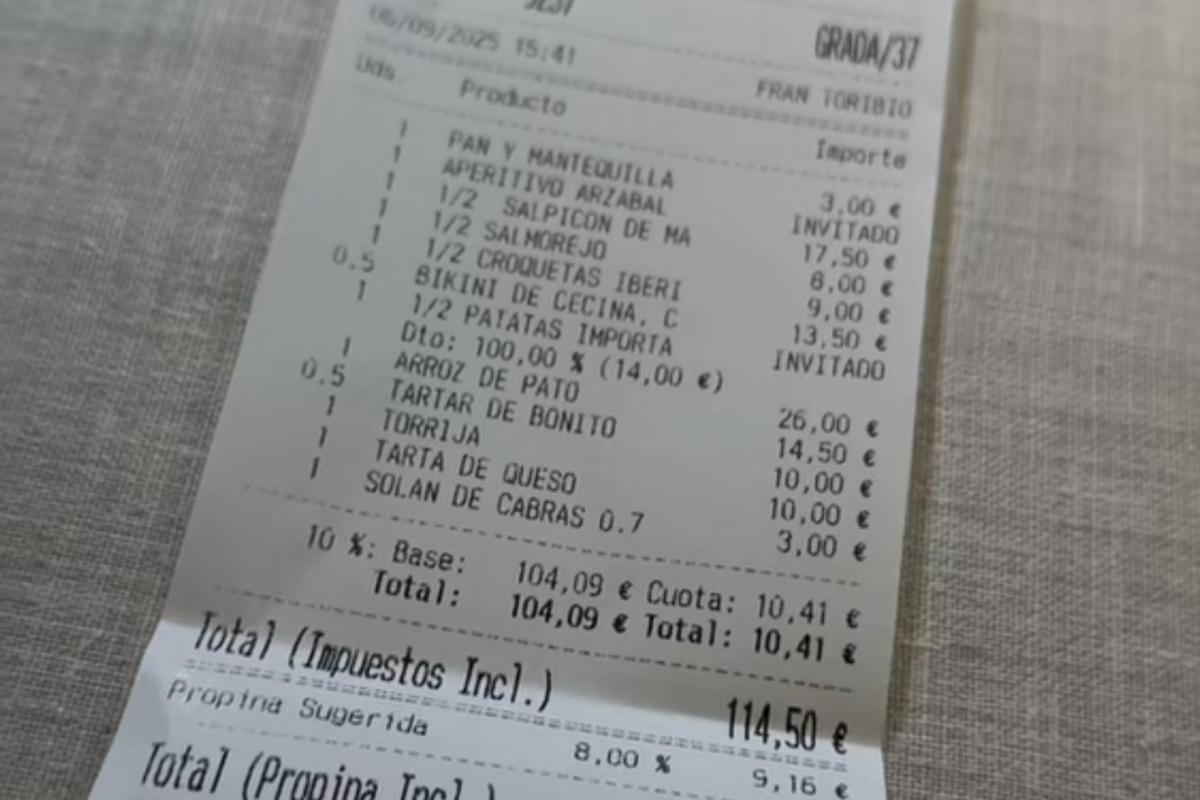 GRADA/37
06/09/2025 15:41 FRAN TORIBIO
Uds. Producto Importe
1 PAN Y MANTEQUILLA 3,00 €
1 APERITIVO ARZABAL INVITADO
1 1/2 SALPICON DE MA 17,50 €
1 1/2 SALMOREJO 8,00 €
1 1/2 CROQUETAS IBERI 9,00 €
0.5 BIKINI DE CECINA, C 13,50 €
1 1/2 PATATAS IMPORTA INVITADO
Dto: 100,00 % (14,00 €)
1 ARROZ DE PATO 26,00 €
0.5 TARTAR DE BONITO 14,50 €
1 TORRIJA 10,00 €
1 TARTA DE QUESO 10,00 €
1 SOLAN DE CABRAS 0.7 3,00 €
10 %: Base: 104,09 € Cuota: 10,41 €
Total: 104,09 € Total: 10,41 €
Total (Impuestos Incl.) 114,50 €
Propina Sugerida 8,00 % 9,16 €
Total (Propina Incl.)